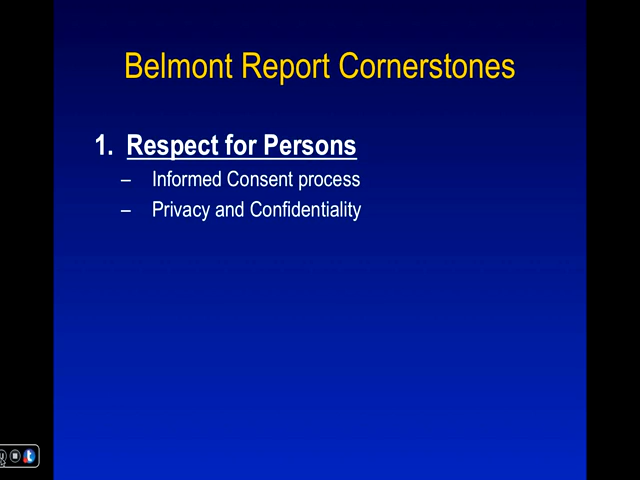 Belmont Report Cornerstones
1. Respect for Persons
– Informed Consent process
– Privacy and Confidentiality